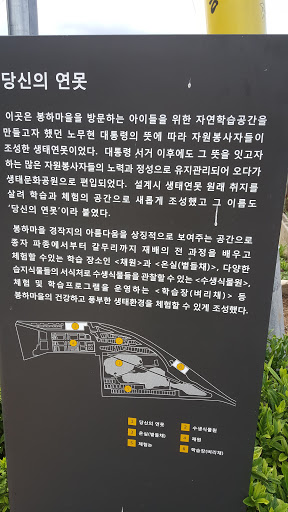 당신의 연못
이곳은 봉하마을을 방문하는 아이들을 위한 자연학습공간을
만들고자 했던 노무현 대통령의 뜻에 따라 자원봉사자들이
조성한 생태연못이었다. 대통령 서거 이후에도 그 뜻을 잇고자
하는 많은 자원봉사자들의 노력과 정성으로 유지관리되어 오다가
생태문화공원으로 편입되었다. 설계시 생태연못 원래 취지를
살려 학습과 체험의 공간으로 새롭게 조성했고 그 이름도
'당신의 연못'이라 붙였다.
봉하마을 경작지의 아름다움을 상징적으로 보여주는 공간으로
종자 파종에서부터 갈무리까지 재배의 전 과정을 배우고
체험할 수있는 학습 장소인 <채원>과 <온실(볕들채)>, 다양한
습지식물들의 서식처로 수생식물을 관찰할 수 있는 <수생식물원>,
체험 및 학습프로그램을 운영하는 <학습장(벼리채)> 등
봉하마을의 건강하고 풍부한 생태환경을 체험할 수 있게 조성했다.
1 당신의 연못
2 수생식물원
3 온실(볕들채)
4 채원
5 체험논
6 학습장(벼리채)